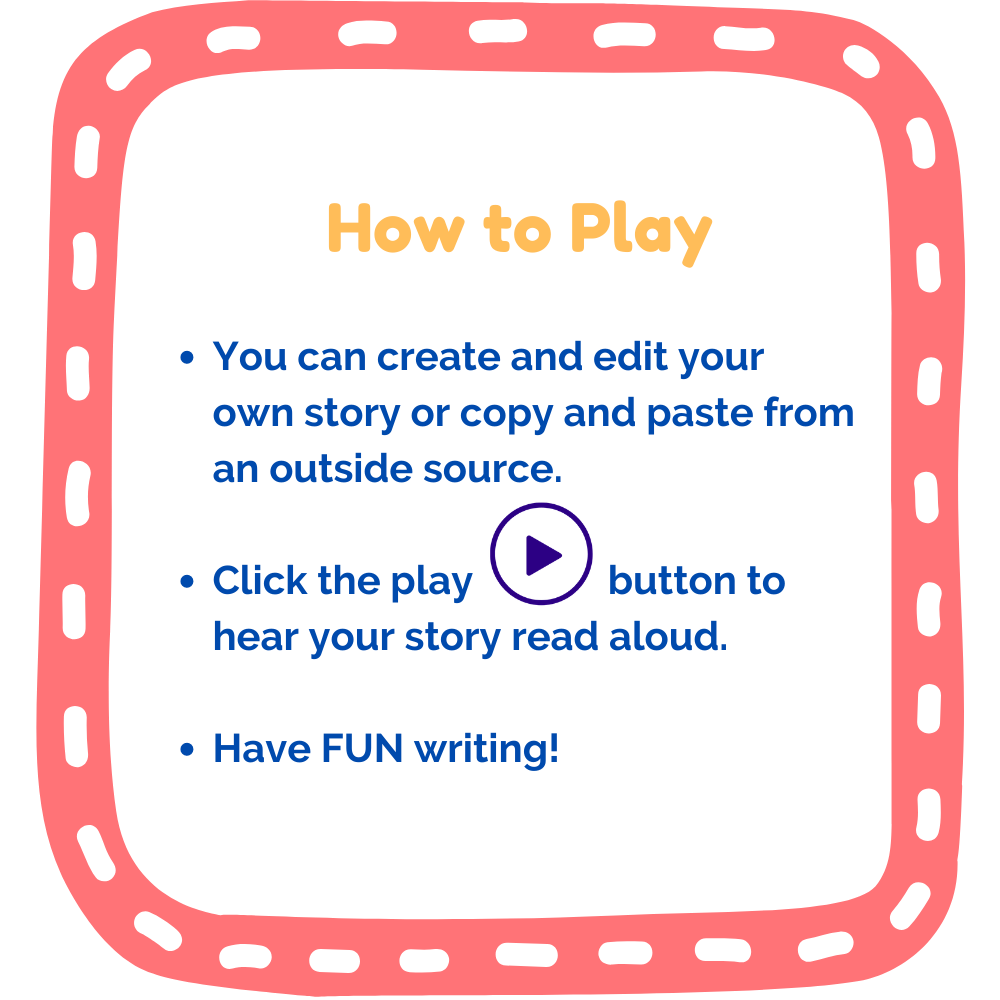 How to Play
• You can create and edit your
own story or copy and paste from
an outside source.
• Click the play button to
hear your story read aloud.
• Have FUN writing!